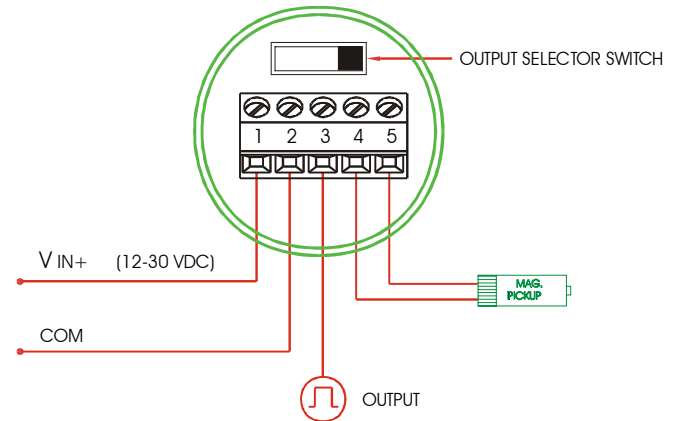 OUTPUT SELECTOR SWITCH
1 2 3 4 5
V IN+ (12-30 VDC)
MAG.
PICKUP
COM
OUTPUT